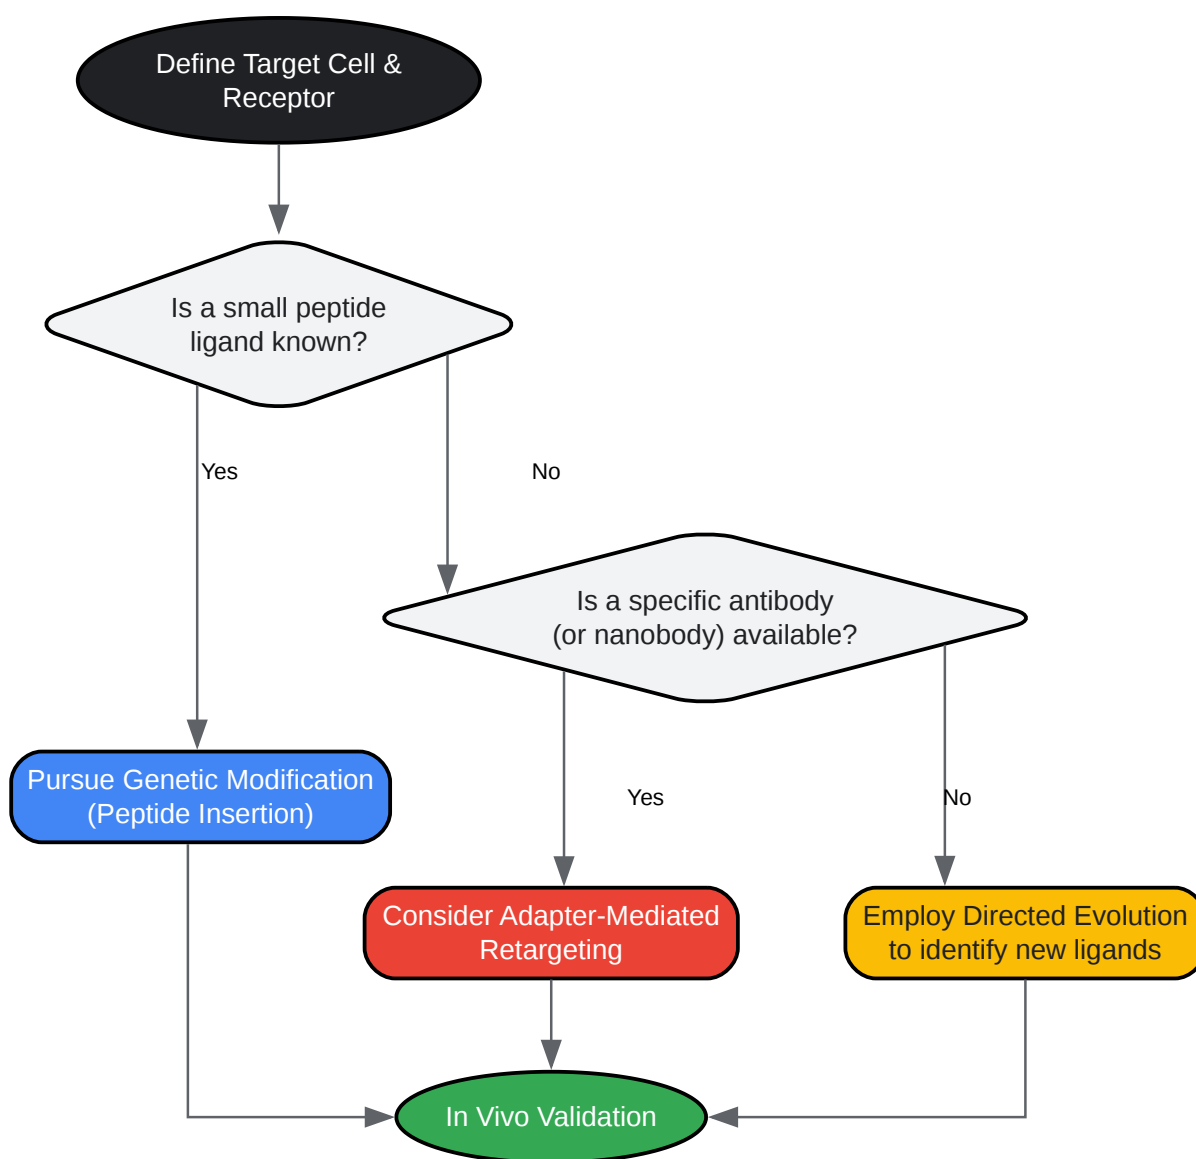 Define Target Cell &
Receptor
Is a small peptide
ligand known?
Yes
No
Is a specific antibody
(or nanobody) available?
Pursue Genetic Modification
(Peptide Insertion)
Yes
No
Consider Adapter-Mediated
Retargeting
Employ Directed Evolution
to identify new ligands
In Vivo Validation